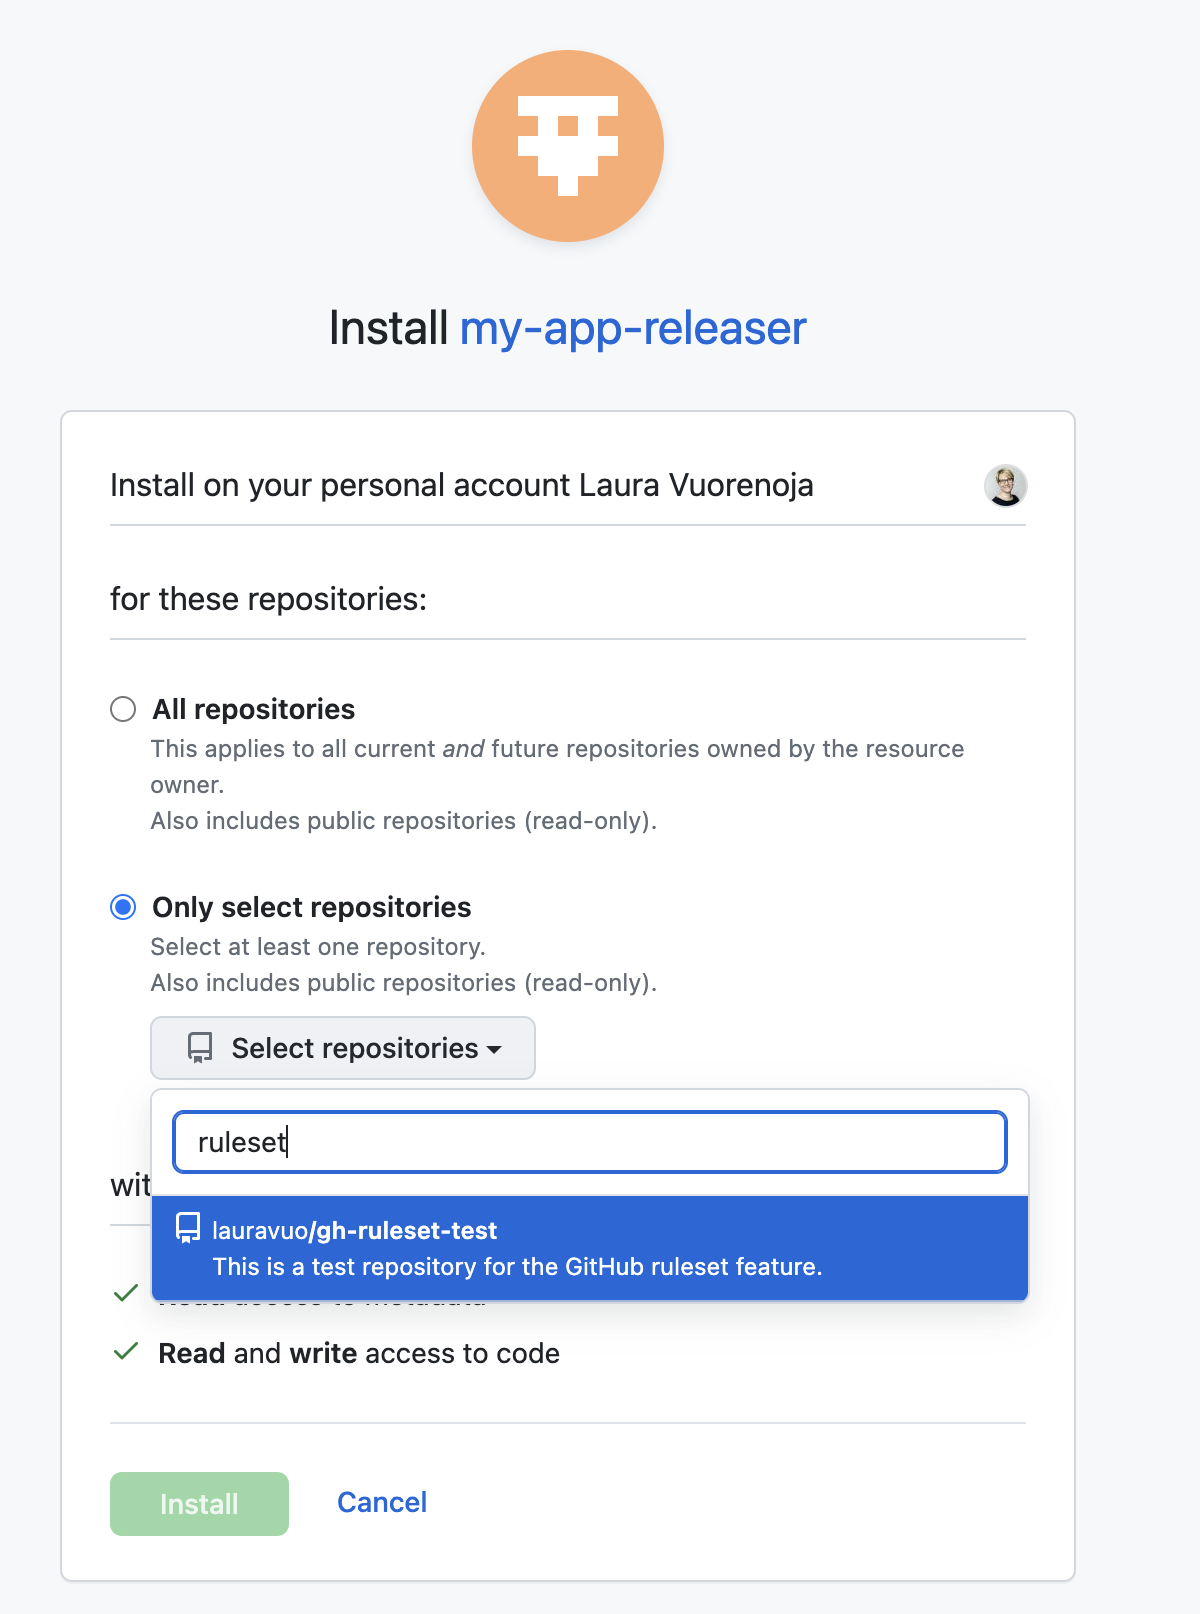 Install my-app-releaser
Install on your personal account Laura Vuorenoja
for these repositories:
All repositories
This applies to all current and future repositories owned by the resource
owner.
Also includes public repositories (read-only).
Only select repositories
Select at least one repository.
Also includes public repositories (read-only).
Select repositories
ruleset
wit
lauravuo/gh-ruleset-test
This is a test repository for the GitHub ruleset feature.
Read and write access to code
Install
Cancel